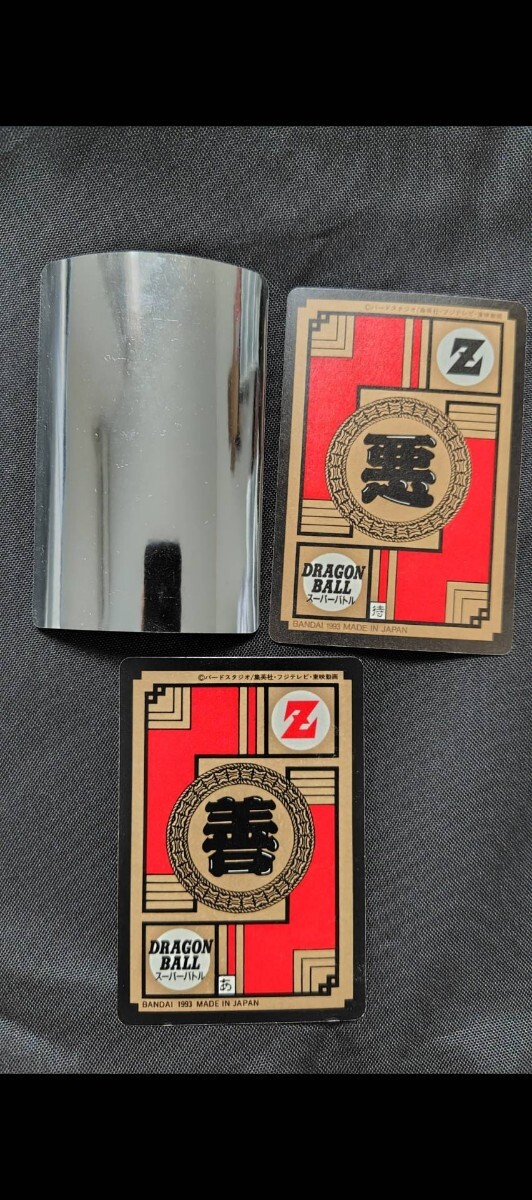 ©バードスタジオ/集英社・フジテレビ・東映動画
Z
悪
DRAGON
BALL
スーパーバトル
待
BANDAI 1993 MADE IN JAPAN
©バードスタジオ/集英社・フジテレビ・東映動画
Z
善
DRAGON
BALL
スーパーバトル
あ
BANDAI 1993 MADE IN JAPAN